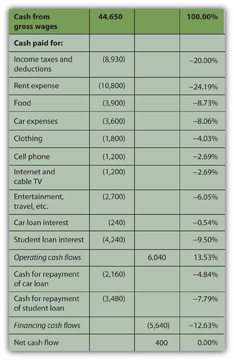 Cash from gross wages 44,650 100.00%
Cash paid for:
Income taxes and deductions (8,930) −20.00%
Rent expense (10,800) −24.19%
Food (3,900) −8.73%
Car expenses (3,600) −8.06%
Clothing (1,800) −4.03%
Cell phone (1,200) −2.69%
Internet and cable TV (1,200) −2.69%
Entertainment, travel, etc. (2,700) −6.05%
Car loan interest (240) −0.54%
Student loan interest (4,240) −9.50%
Operating cash flows 6,040 13.53%
Cash for repayment of car loan (2,160) −4.84%
Cash for repayment of student loan (3,480) −7.79%
Financing cash flows (5,640) −12.63%
Net cash flow 400 0.00%